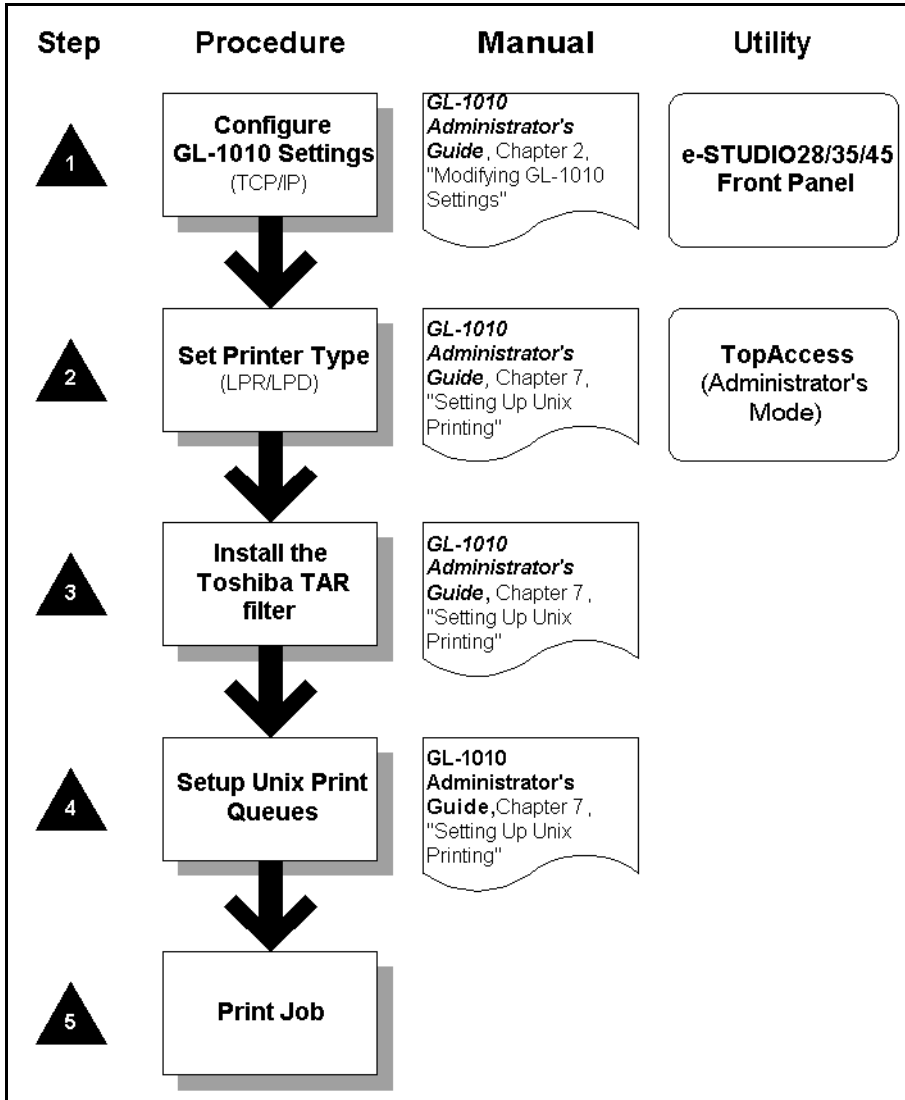 Step Procedure Manual Utility
1
Configure
GL-1010 Settings
(TCP/IP)
GL-1010
Administrator's
Guide, Chapter 2,
"Modifying GL-1010
Settings"
e-STUDIO28/35/45
Front Panel
2
Set Printer Type
(LPR/LPD)
GL-1010
Administrator's
Guide, Chapter 7,
"Setting Up Unix
Printing"
TopAccess
(Administrator's
Mode)
3
Install the
Toshiba TAR
filter
GL-1010
Administrator's
Guide, Chapter 7,
"Setting Up Unix
Printing"
4
Setup Unix Print
Queues
GL-1010
Administrator's
Guide,Chapter 7,
"Setting Up Unix
Printing"
5
Print Job